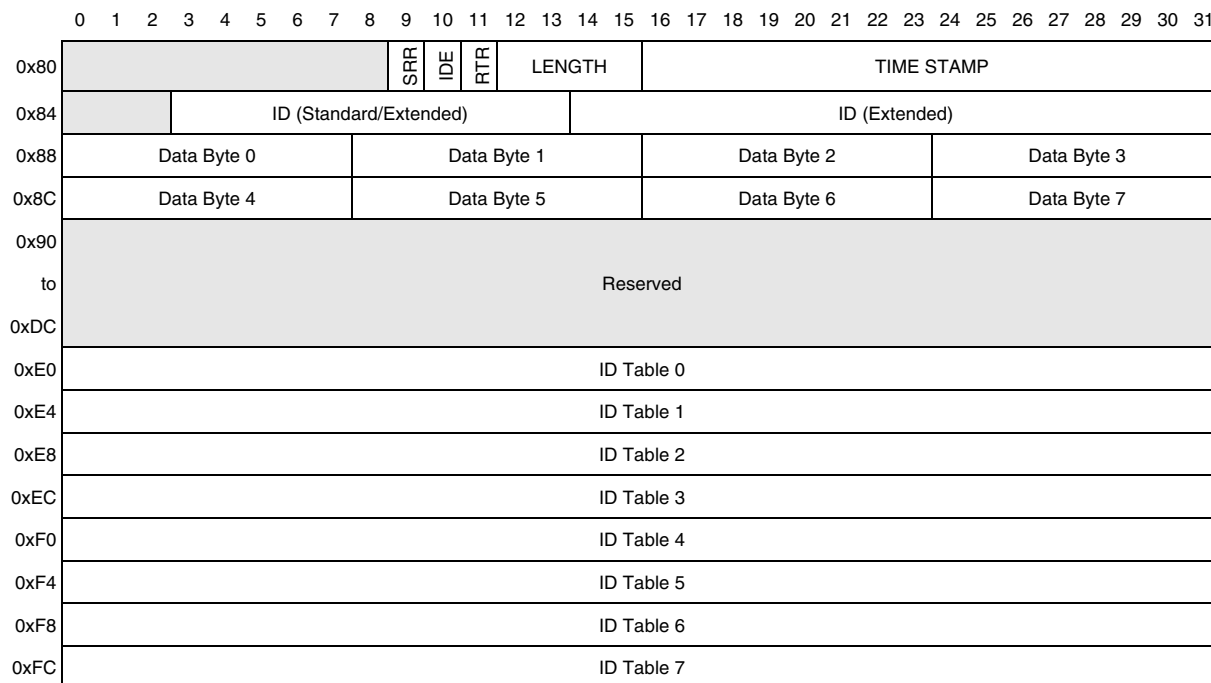 0 1 2 3 4 5 6 7 8 9 10 11 12 13 14 15 16 17 18 19 20 21 22 23 24 25 26 27 28 29 30 31
0x80 SRR IDE RTR LENGTH TIME STAMP
0x84 ID (Standard/Extended) ID (Extended)
0x88 Data Byte 0 Data Byte 1 Data Byte 2 Data Byte 3
0x8C Data Byte 4 Data Byte 5 Data Byte 6 Data Byte 7
0x90
to Reserved
0xDC
0xE0 ID Table 0
0xE4 ID Table 1
0xE8 ID Table 2
0xEC ID Table 3
0xF0 ID Table 4
0xF4 ID Table 5
0xF8 ID Table 6
0xFC ID Table 7